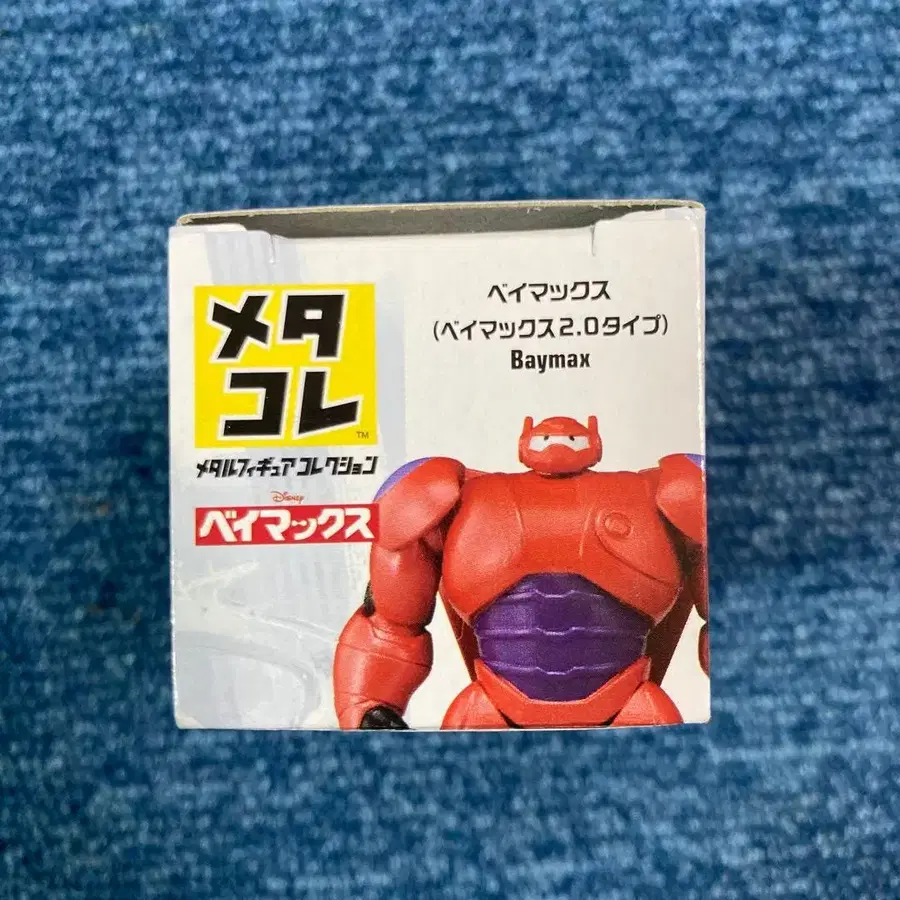 メタ
コレ
TM
メタルフィギュアコレクション
Disney
ベイマックス
ベイマックス
(ベイマックス2.0タイプ)
Baymax